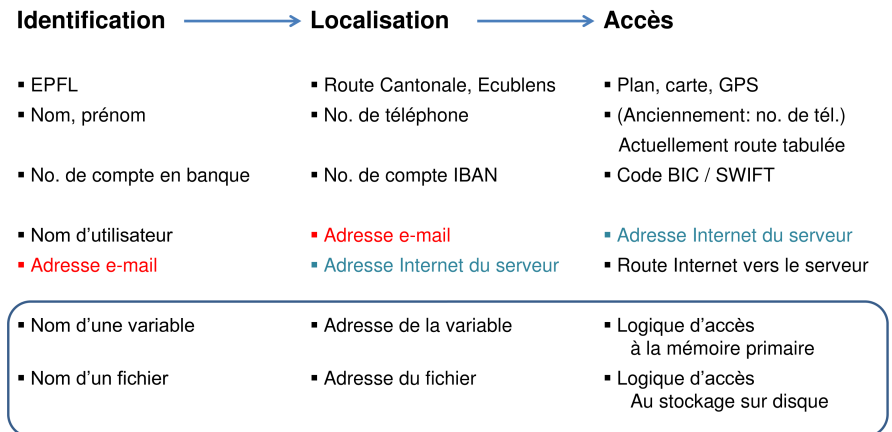 Identification Localisation Accès
▪ EPFL ▪ Route Cantonale, Ecublens ▪ Plan, carte, GPS
▪ Nom, prénom ▪ No. de téléphone ▪ (Anciennement: no. de tél.)
Actuellement route tabulée
▪ No. de compte en banque ▪ No. de compte IBAN ▪ Code BIC / SWIFT
▪ Nom d’utilisateur ▪ Adresse e-mail ▪ Adresse Internet du serveur
▪ Adresse e-mail ▪ Adresse Internet du serveur ▪ Route Internet vers le serveur
▪ Nom d’une variable ▪ Adresse de la variable ▪ Logique d’accès
à la mémoire primaire
▪ Nom d’un fichier ▪ Adresse du fichier ▪ Logique d’accès
Au stockage sur disque